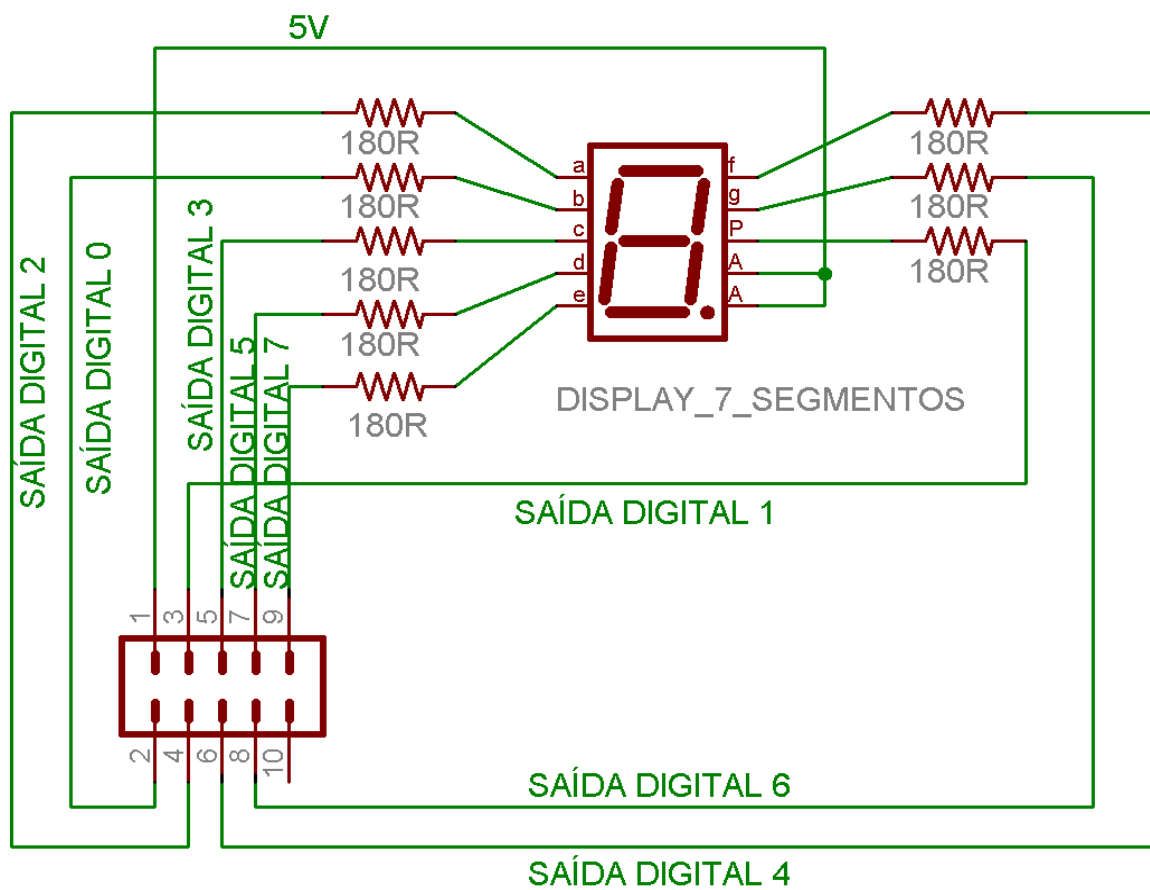 5V
180R
180R
180R
180R
180R
180R
180R
180R
a
b
c
d
e
f
g
P
A
A
DISPLAY_7_SEGMENTOS
SAÍDA DIGITAL 2
SAÍDA DIGITAL 0
SAÍDA DIGITAL 3
SAÍDA DIGITAL 5
SAÍDA DIGITAL 7
SAÍDA DIGITAL 1
1
3
5
7
9
2
4
6
8
10
SAÍDA DIGITAL 6
SAÍDA DIGITAL 4